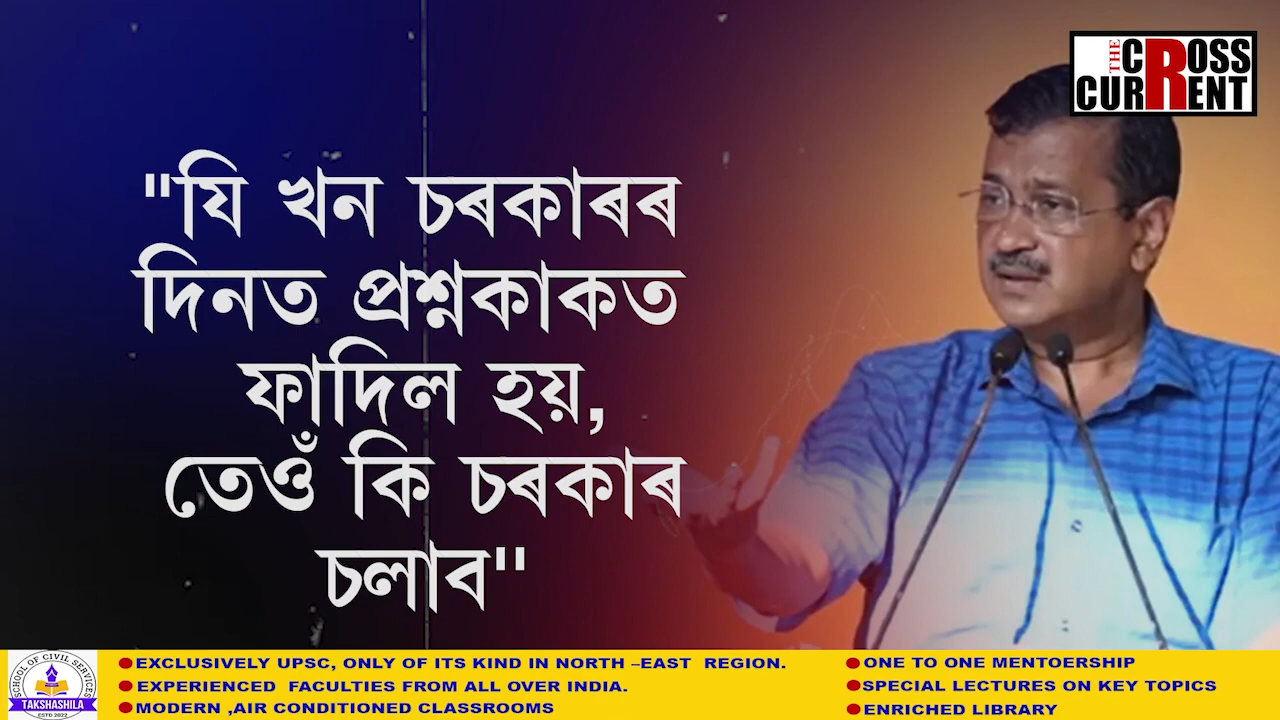 THE CROSS
CURRENT
"যি খন চৰকাৰৰ
দিনত প্ৰশ্নকাকত
ফাদিল হয়,
তেওঁ কি চৰকাৰ
চলাব"
SCHOOL OF CIVIL SERVICES
TAKSHASHILA
ESTD 2022
EXCLUSIVELY UPSC, ONLY OF ITS KIND IN NORTH –EAST REGION.
EXPERIENCED FACULTIES FROM ALL OVER INDIA.
MODERN ,AIR CONDITIONED CLASSROOMS
ONE TO ONE MENTOERSHIP
SPECIAL LECTURES ON KEY TOPICS
ENRICHED LIBRARY